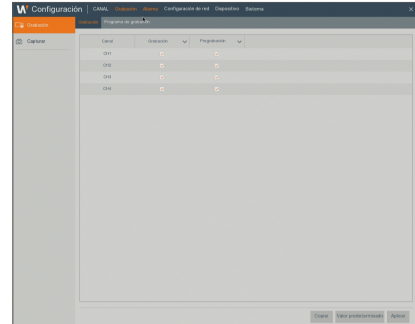 Configuración CANAL Grabación Alarma Configuración de red Dispositivo Sistema
Grabación Grabación Programa de grabación
Capturar
Canal Grabación Pregrabación
CH1
CH2
CH3
CH4
Copiar Valor predeterminado Aplicar